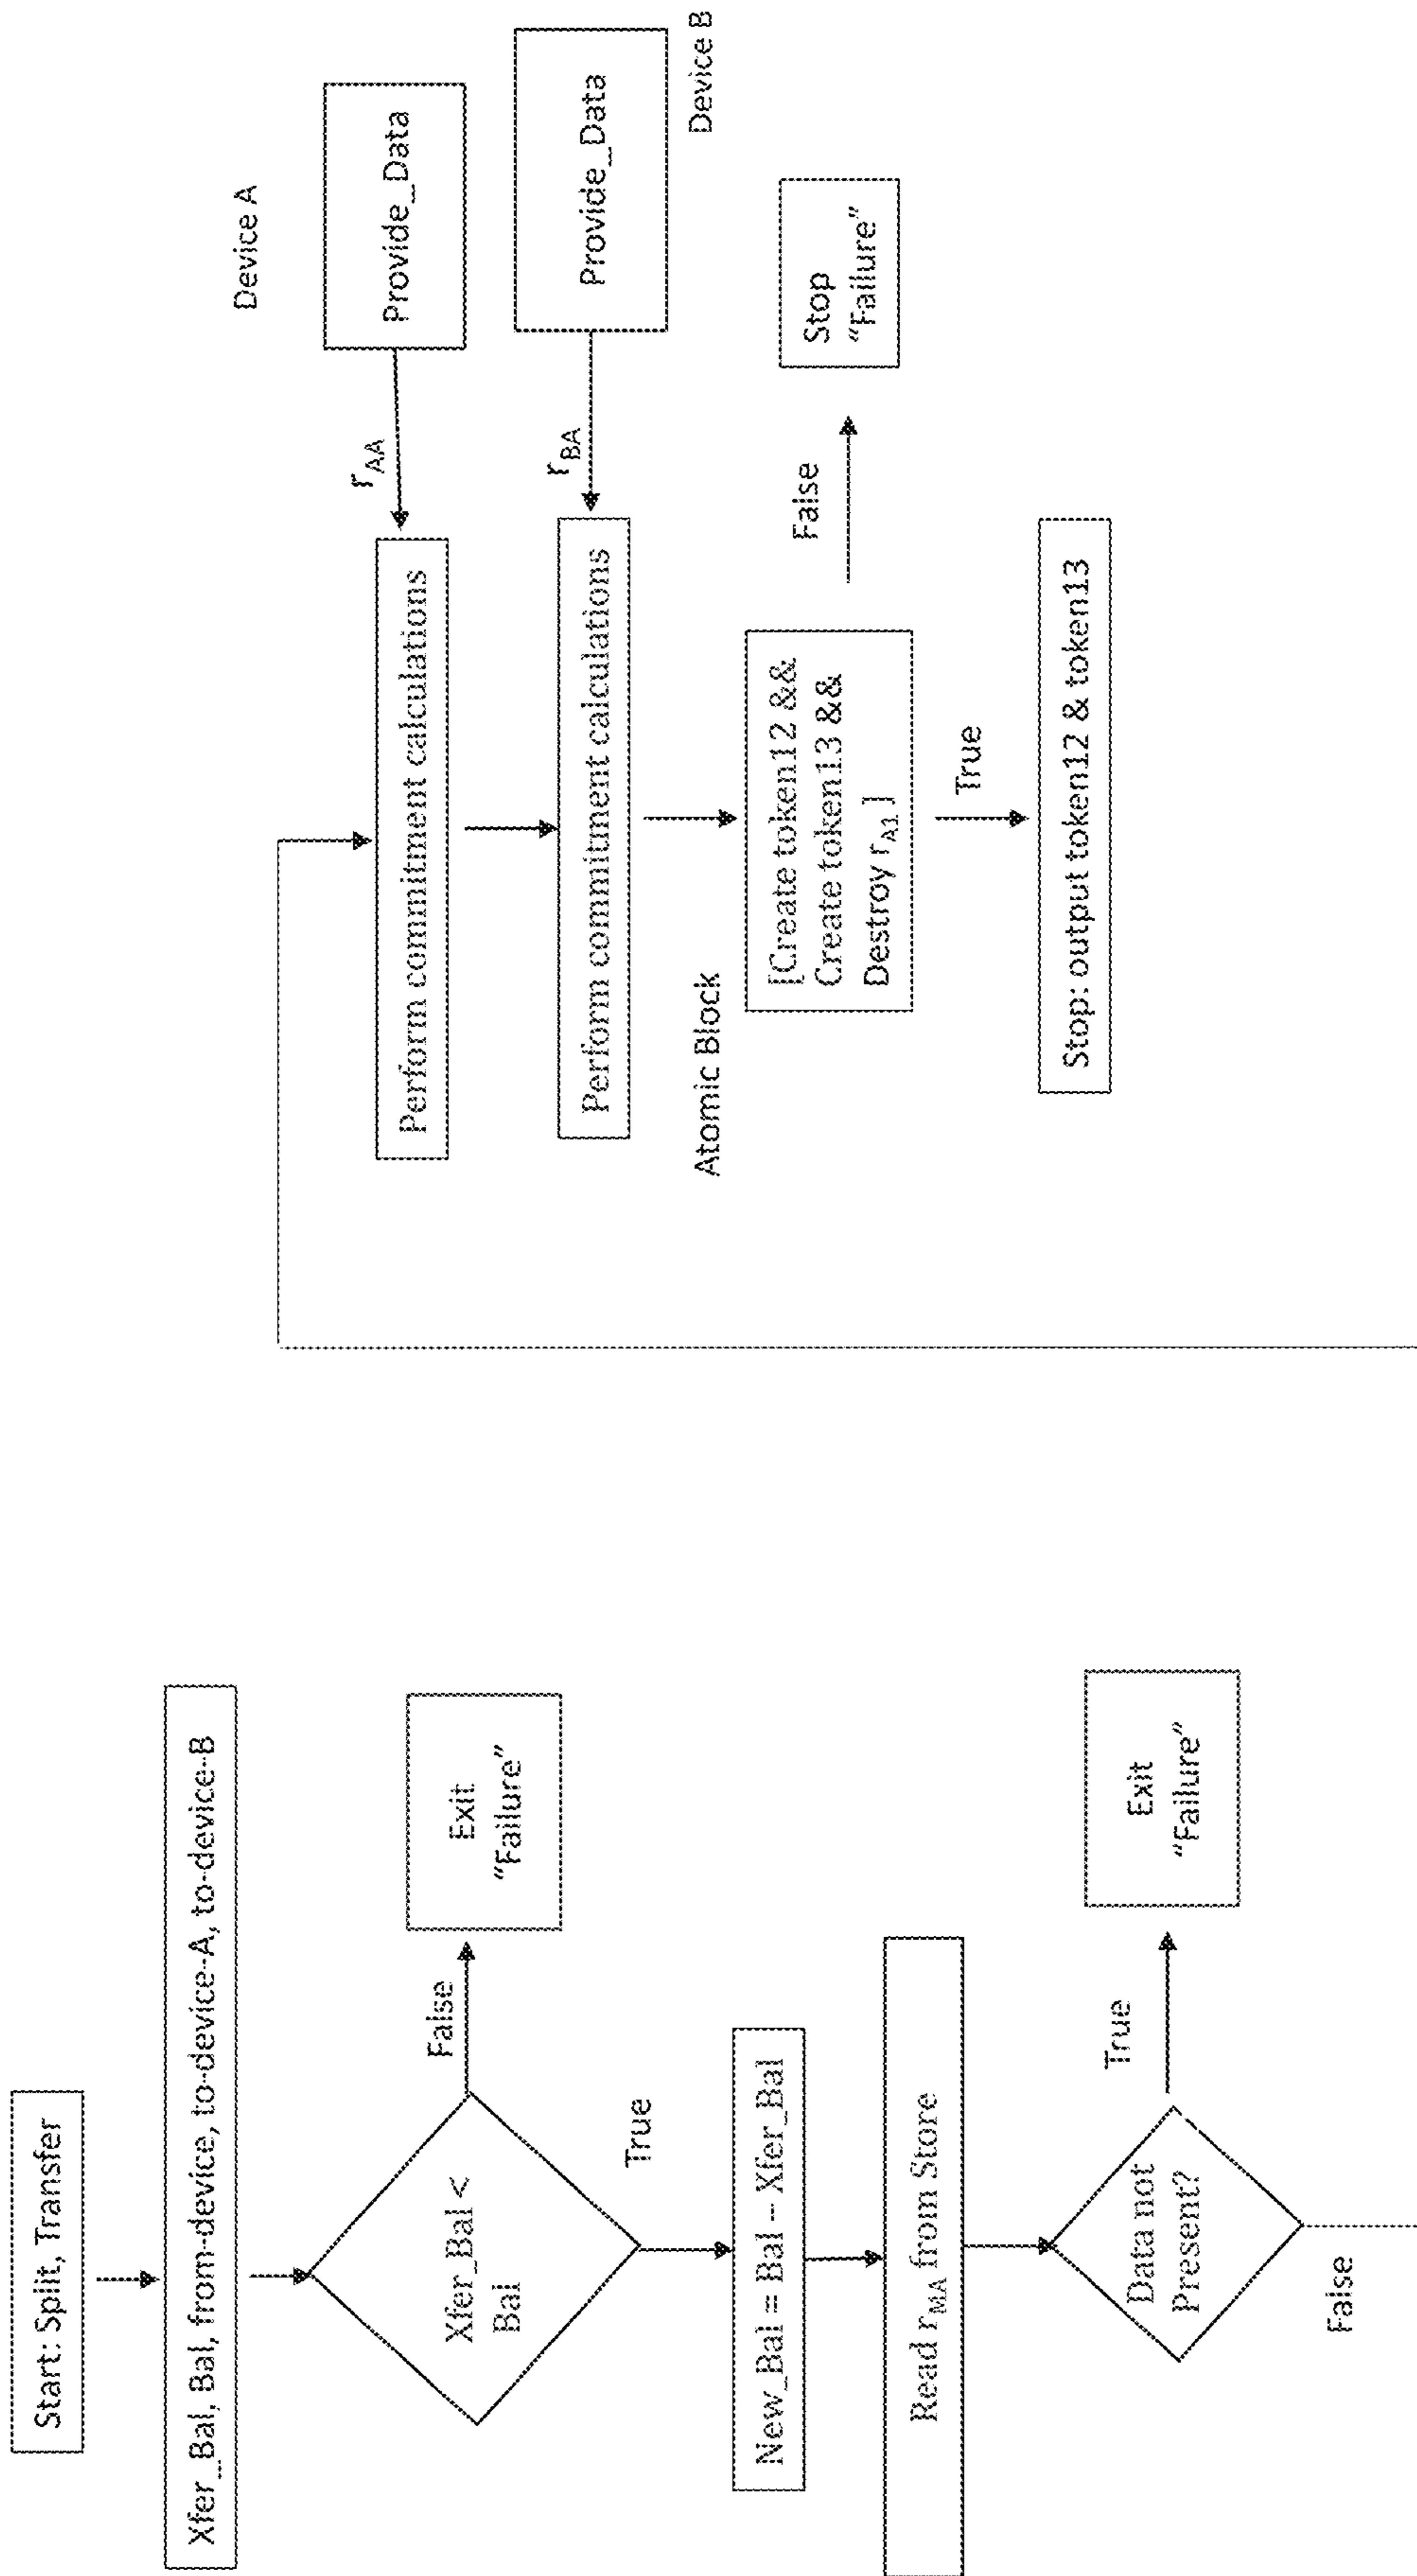 Start: Split, Transfer
Xfer_Bal, Bal, from-device, to-device-A, to-device-B
Xfer_Bal <
Bal
False
Exit
“Failure”
True
New_Bal = Bal – Xfer_Bal
Read r_MA from Store
Data not
Present?
True
Exit
“Failure”
False
Device A
Perform commitment calculations
r_AA
Provide_Data
Perform commitment calculations
r_BA
Provide_Data
Device B
Atomic Block
[Create token12 &&
Create token13 &&
Destroy r_A1]
False
Stop
“Failure”
True
Stop: output token12 & token13